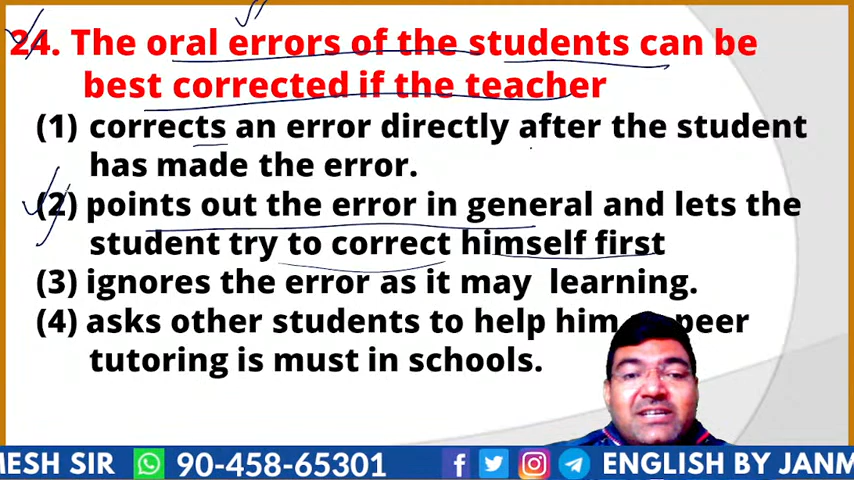 24. The oral errors of the students can be
best corrected if the teacher
(1) corrects an error directly after the student
has made the error.
(2) points out the error in general and lets the
student try to correct himself first
(3) ignores the error as it may learning.
(4) asks other students to help him peer
tutoring is must in schools.
MESH SIR 90-458-65301 ENGLISH BY JANM